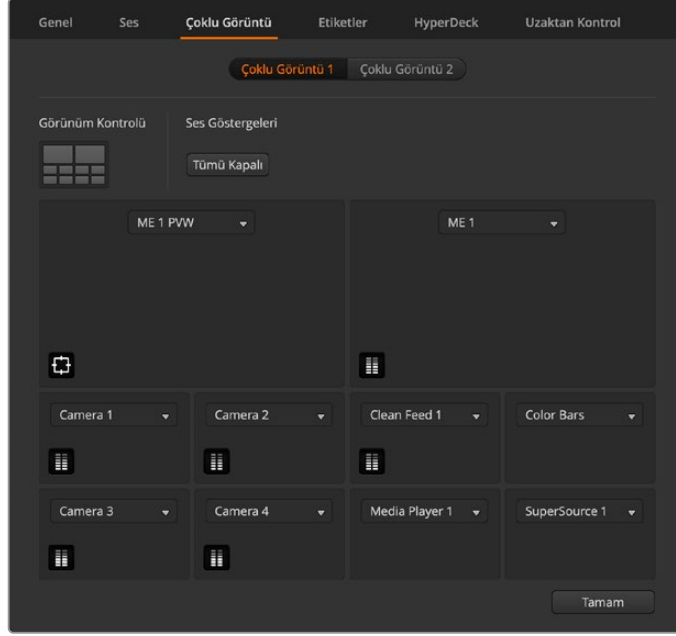 Genel Ses Çoklu Görüntü Etiketler HyperDeck Uzaktan Kontrol
Çoklu Görüntü 1 Çoklu Görüntü 2
Görünüm Kontrolü Ses Göstergeleri
Tümü Kapalı
ME 1 PVW ME 1
Camera 1 Camera 2 Clean Feed 1 Color Bars
Camera 3 Camera 4 Media Player 1 SuperSource 1
Tamam